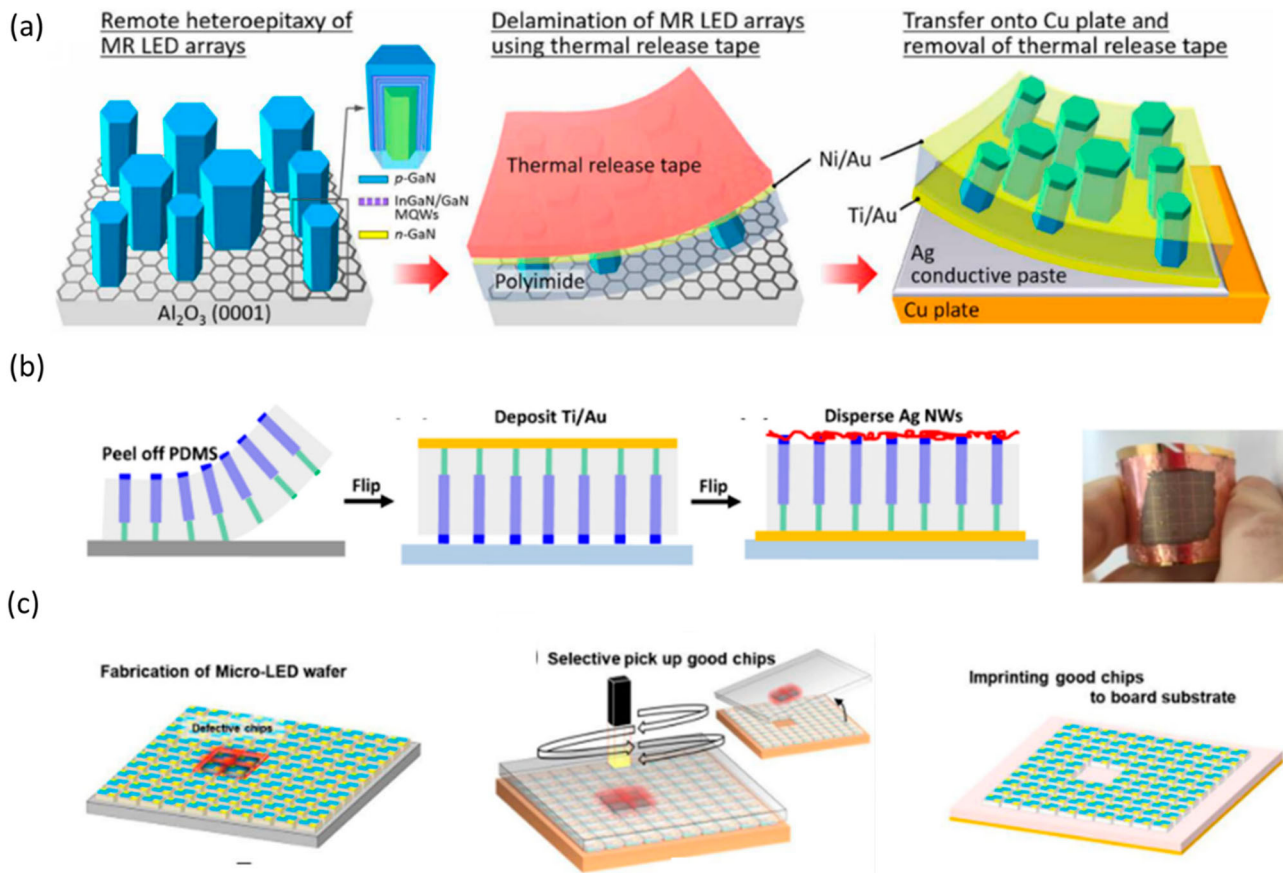 (a)
Remote heteroepitaxy of
MR LED arrays
p-GaN
InGaN/GaN
MQWs
n-GaN
Al₂O₃ (0001)
Delamination of MR LED arrays
using thermal release tape
Thermal release tape
Polyimide
Ni/Au
Ti/Au
Transfer onto Cu plate and
removal of thermal release tape
Ag
conductive paste
Cu plate
(b)
Peel off PDMS
Flip
Deposit Ti/Au
Flip
Disperse Ag NWs
(c)
Fabrication of Micro-LED wafer
Defective chips
Selective pick up good chips
Imprinting good chips
to board substrate